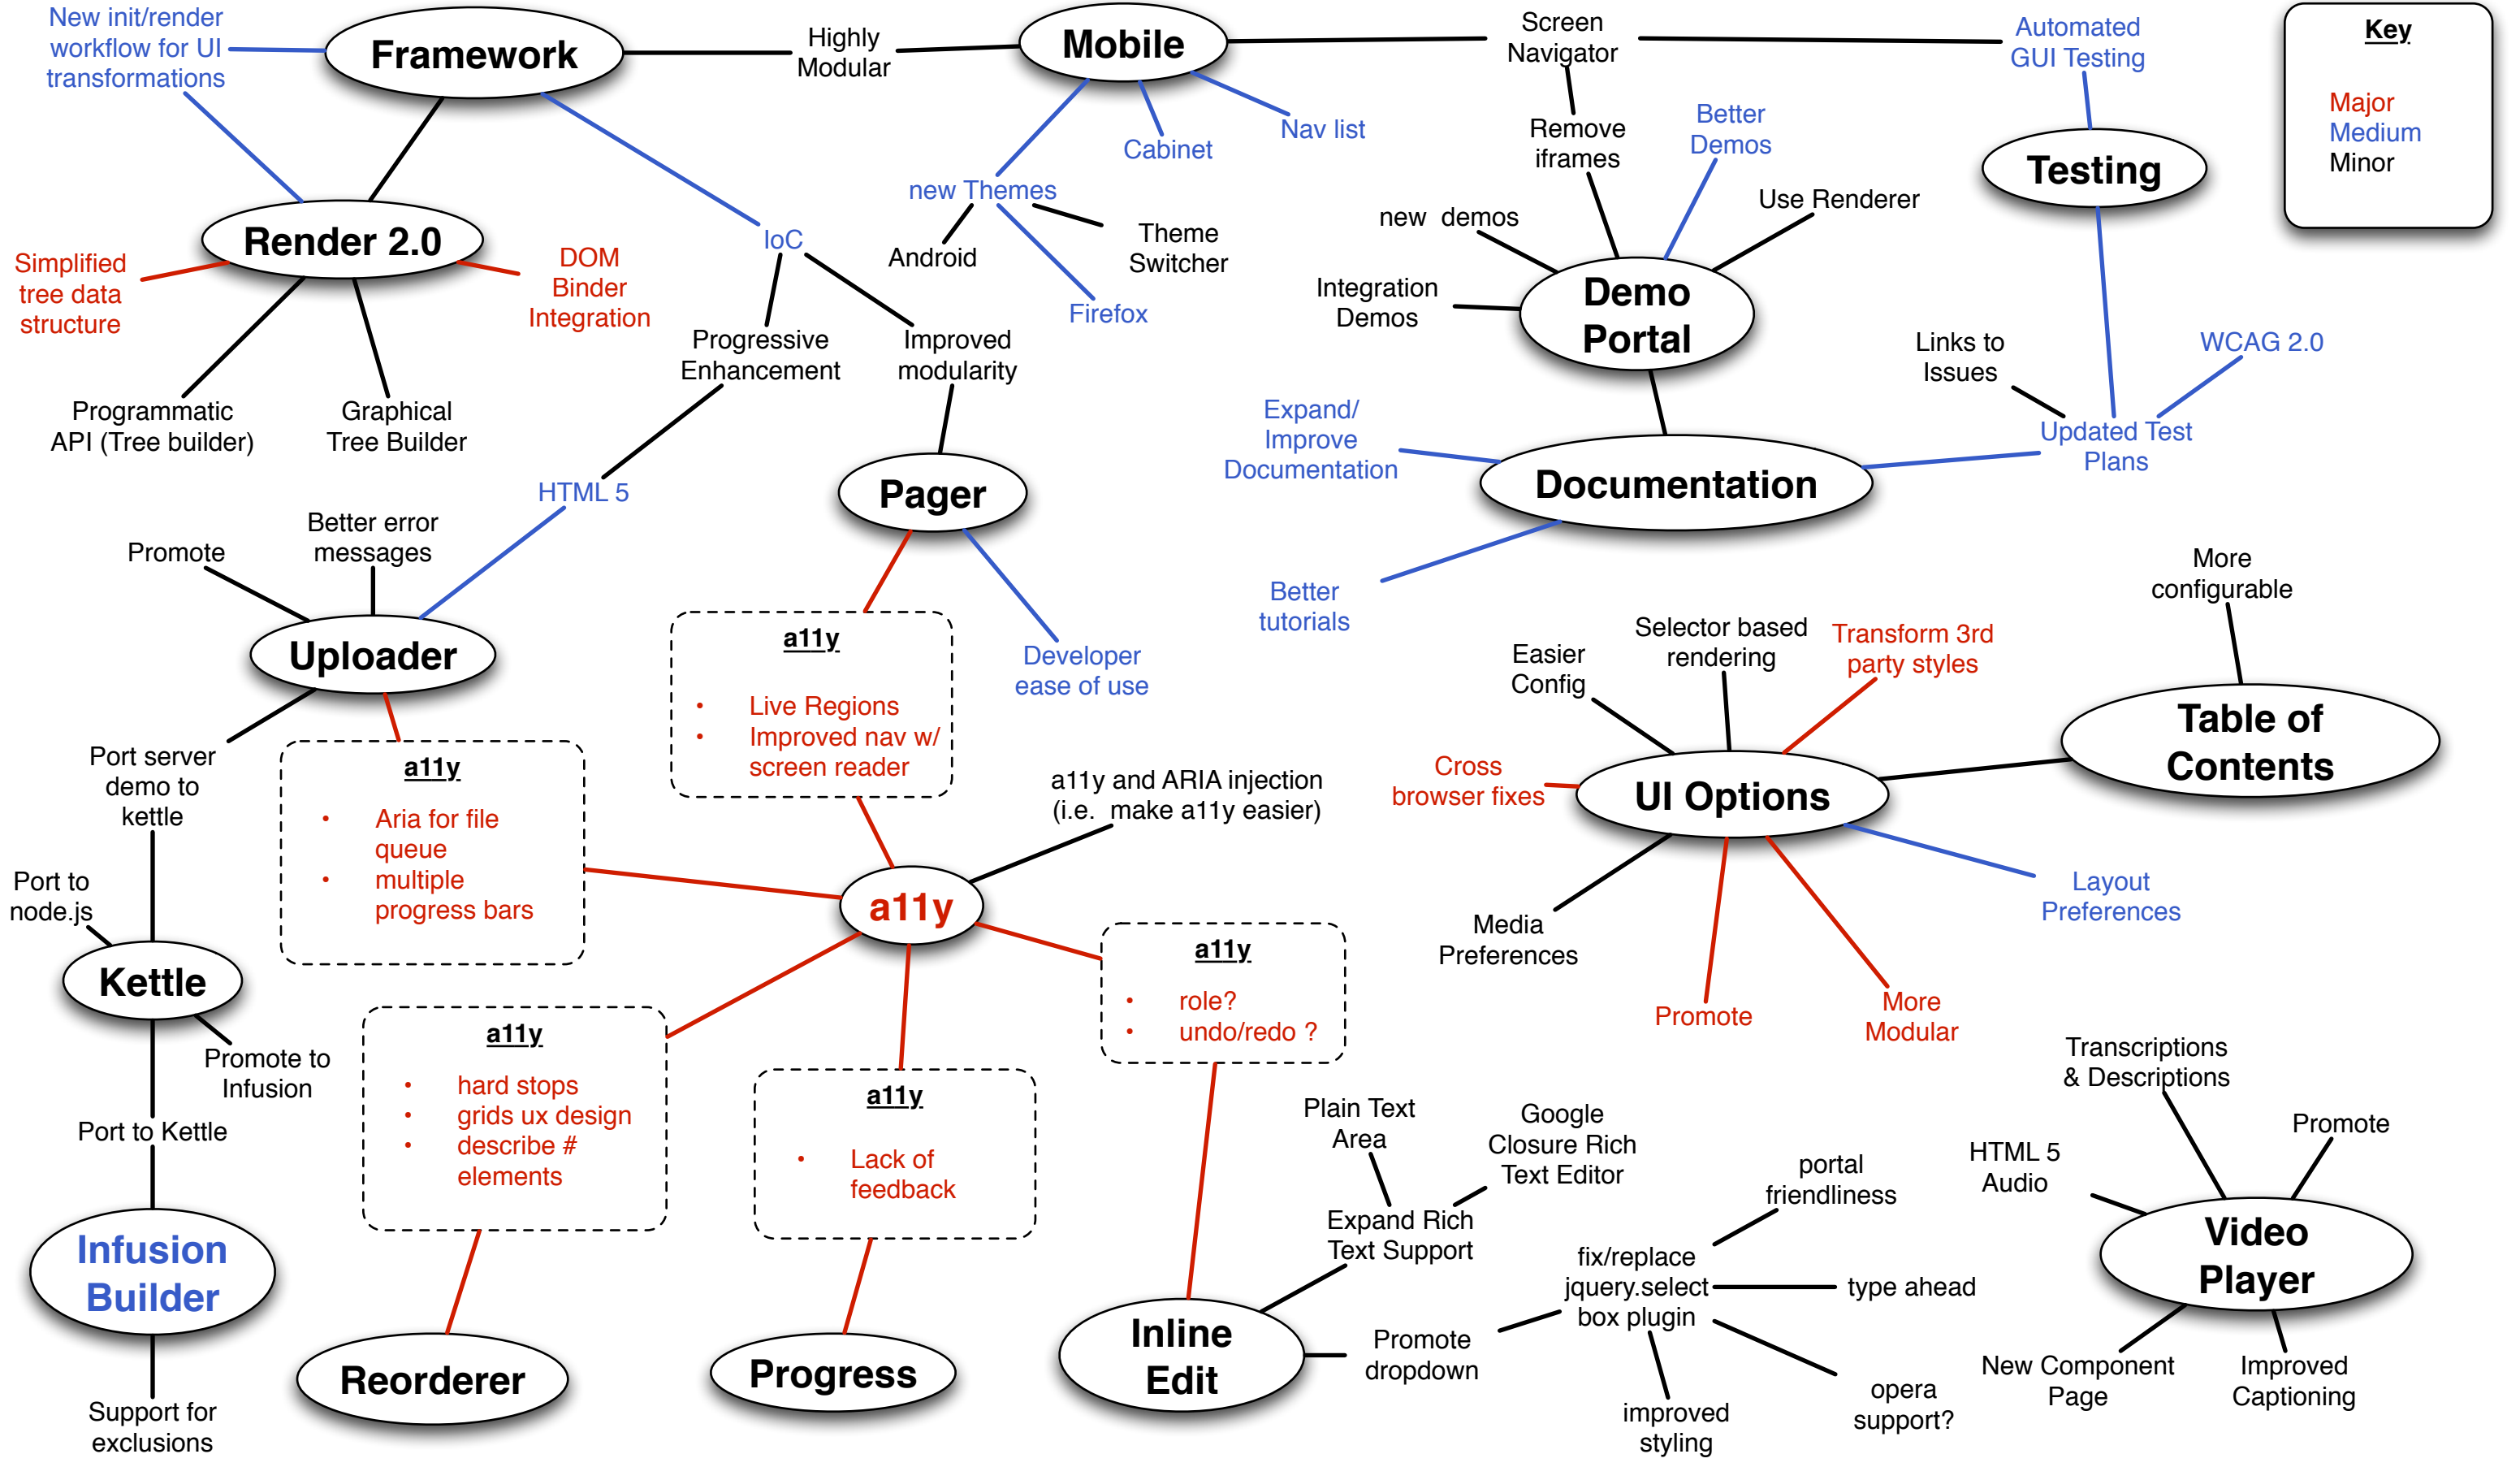 New init/render
workflow for UI
transformations
Framework
Highly
Modular
Mobile
Screen
Navigator
Automated
GUI Testing
Key
Major
Medium
Minor
Cabinet
Nav list
Remove
iframes
Better
Demos
Testing
new Themes
Android
Theme
Switcher
Firefox
new  demos
Use Renderer
Integration
Demos
Demo
Portal
Render 2.0
Simplified
tree data
structure
DOM
Binder
Integration
IoC
Programmatic
API (Tree builder)
Graphical
Tree Builder
Progressive
Enhancement
Improved
modularity
Links to
Issues
WCAG 2.0
Updated Test
Plans
Expand/
Improve
Documentation
Documentation
Better
tutorials
HTML 5
Pager
Promote
Better error
messages
Uploader
a11y
• Live Regions
• Improved nav w/
screen reader
Developer
ease of use
Easier
Config
Selector based
rendering
Transform 3rd
party styles
More
configurable
Table of
Contents
Cross
browser fixes
UI Options
Layout
Preferences
Media
Preferences
Promote
More
Modular
Port server
demo to
kettle
a11y
• Aria for file
queue
• multiple
progress bars
a11y and ARIA injection
(i.e.  make a11y easier)
a11y
Port to
node.js
Kettle
Promote to
Infusion
Port to Kettle
Infusion
Builder
Support for
exclusions
a11y
• hard stops
• grids ux design
• describe #
elements
Reorderer
a11y
• Lack of
feedback
Progress
a11y
• role?
• undo/redo ?
Plain Text
Area
Google
Closure Rich
Text Editor
Expand Rich
Text Support
Inline
Edit
Promote
dropdown
fix/replace
jquery.select
box plugin
portal
friendliness
type ahead
opera
support?
improved
styling
Transcriptions
& Descriptions
Promote
HTML 5
Audio
Video
Player
New Component
Page
Improved
Captioning